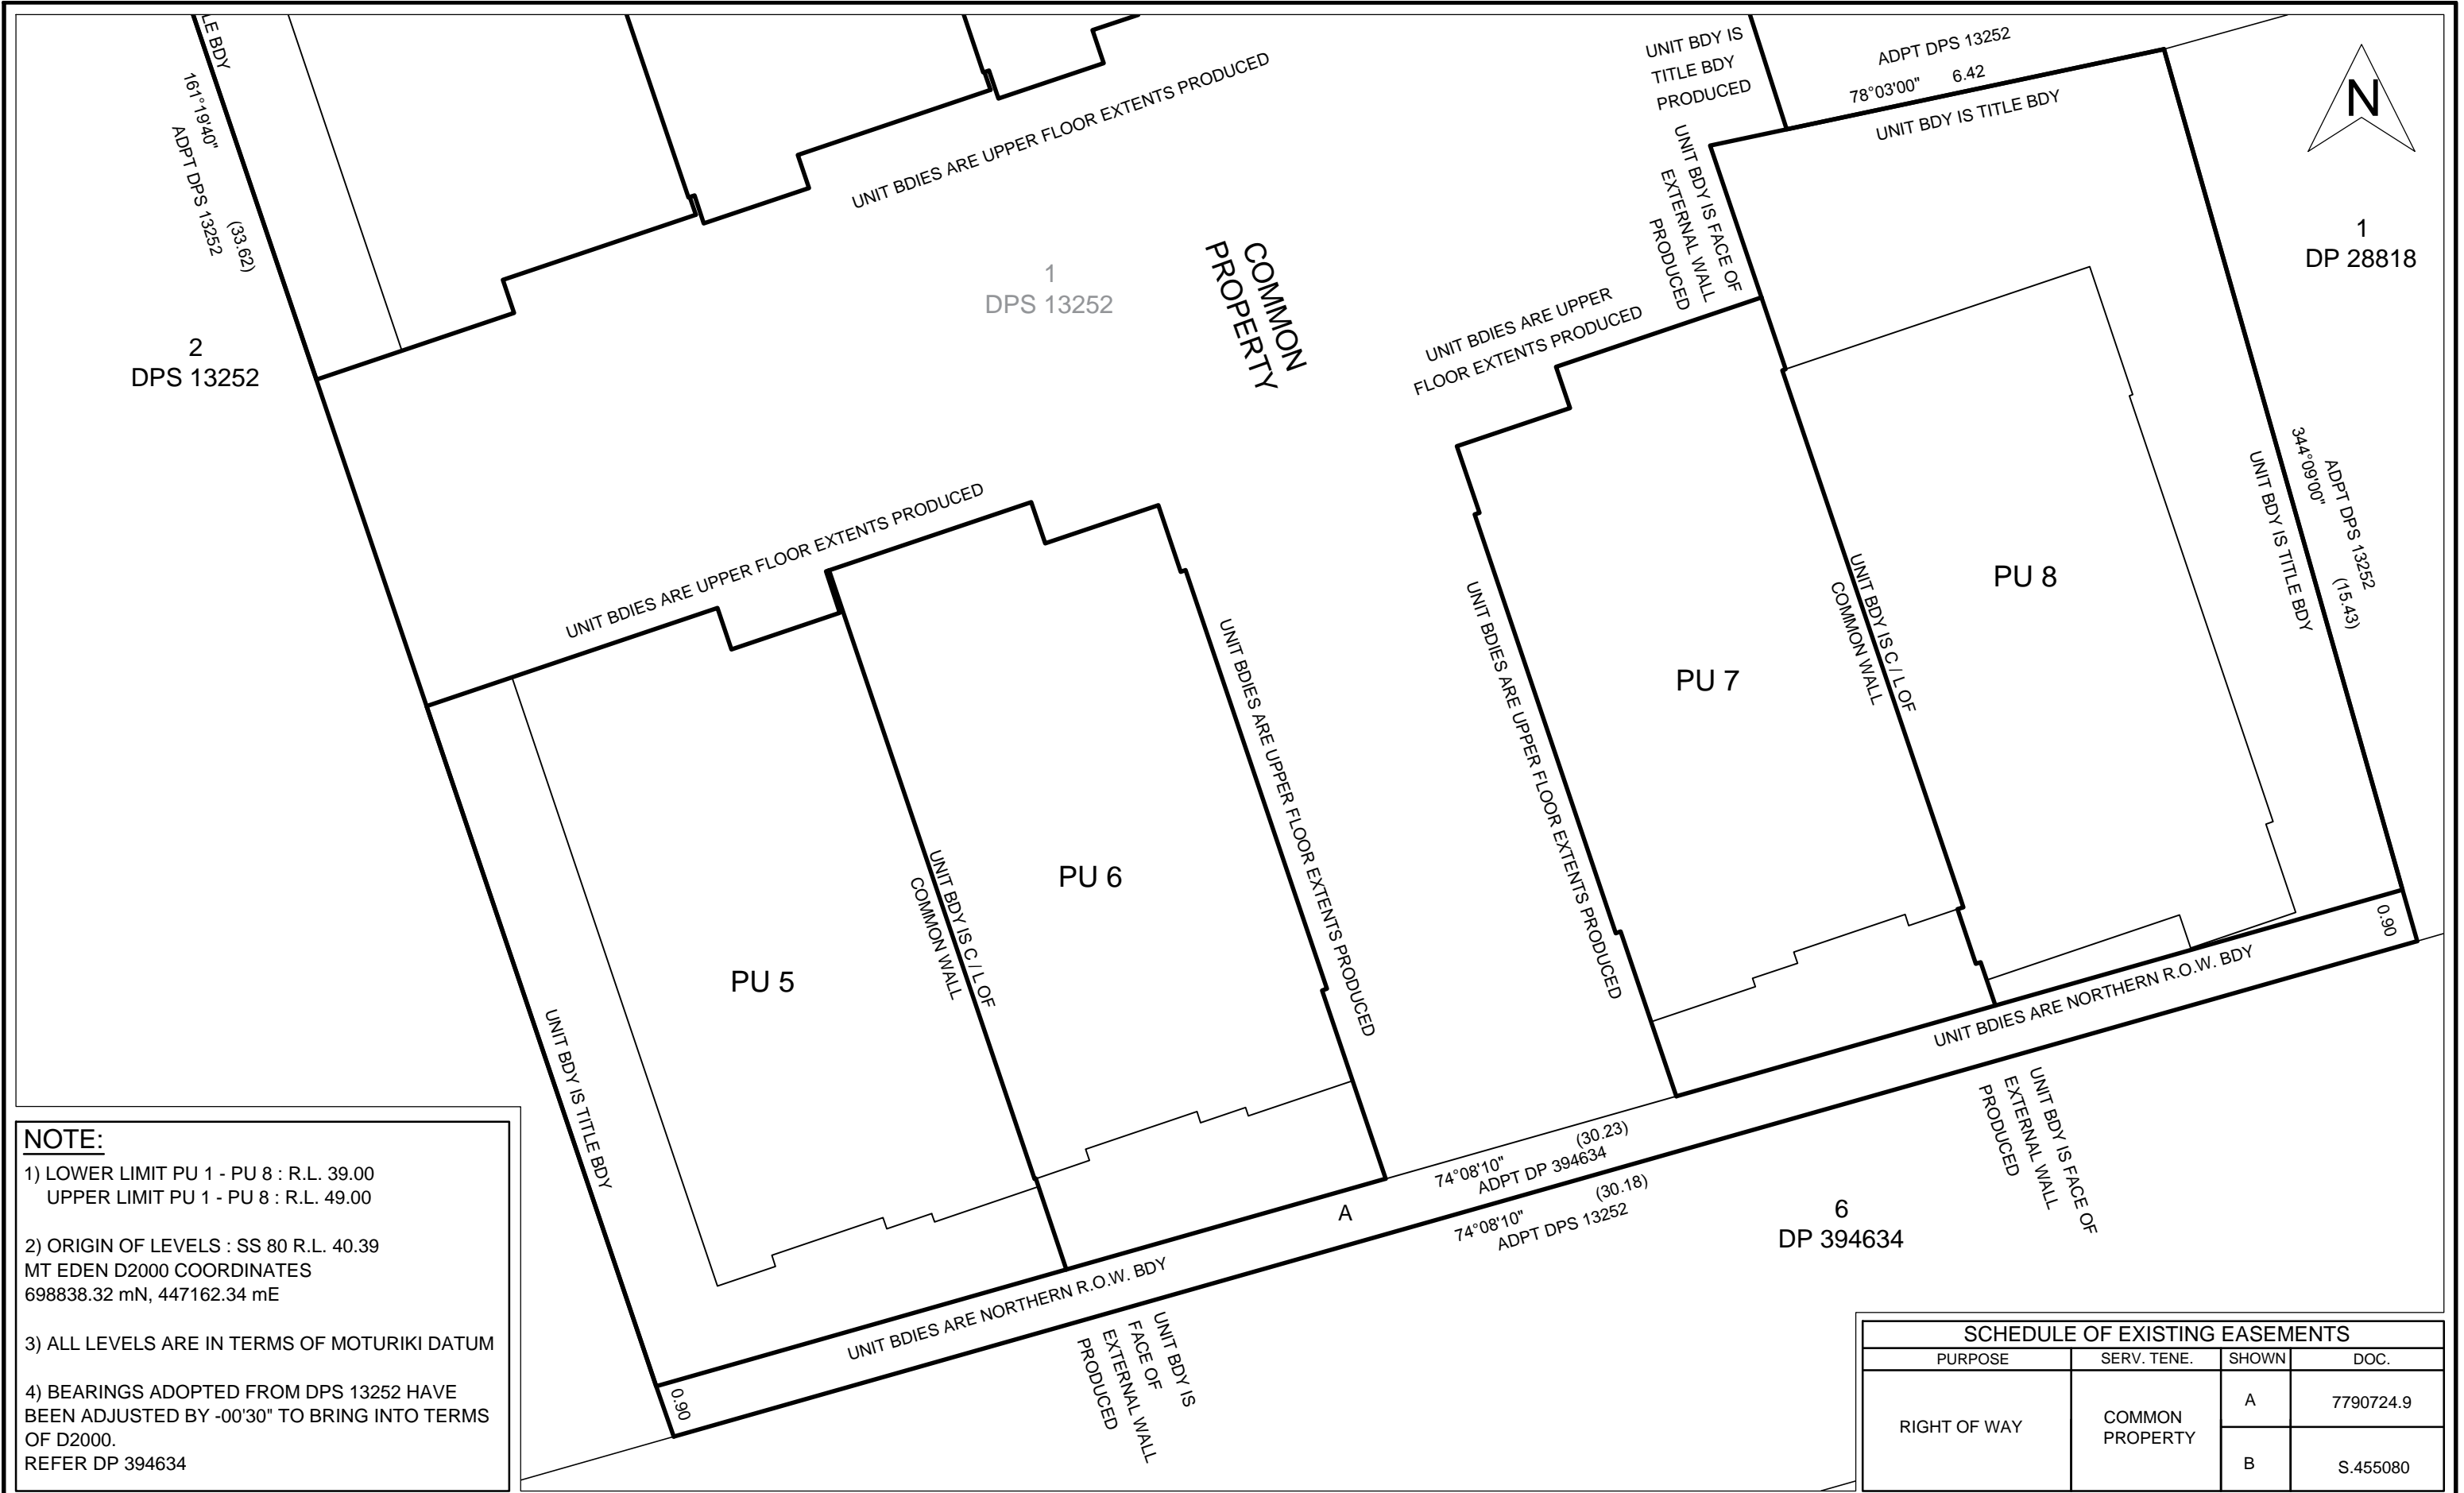 LE BDY
161°19'40"
ADPT DPS 13252
(33.62)
2
DPS 13252
UNIT BDIES ARE UPPER FLOOR EXTENTS PRODUCED
1
DPS 13252
COMMON
PROPERTY
UNIT BDY IS
TITLE BDY
PRODUCED
ADPT DPS 13252
78°03'00" 6.42
UNIT BDY IS TITLE BDY
N
1
DP 28818
UNIT BDY IS FACE OF
EXTERNAL WALL
PRODUCED
UNIT BDIES ARE UPPER
FLOOR EXTENTS PRODUCED
344°09'00"
ADPT DPS 13252
(15.43)
UNIT BDY IS TITLE BDY
UNIT BDIES ARE UPPER FLOOR EXTENTS PRODUCED
UNIT BDIES ARE UPPER FLOOR EXTENTS PRODUCED
UNIT BDIES ARE UPPER FLOOR EXTENTS PRODUCED
UNIT BDY IS C / L OF
COMMON WALL
PU 8
PU 7
PU 6
PU 5
UNIT BDY IS C / L OF
COMMON WALL
UNIT BDY IS TITLE BDY
0.90
UNIT BDIES ARE NORTHERN R.O.W. BDY
UNIT BDY IS FACE OF
EXTERNAL WALL
PRODUCED
74°08'10" (30.23)
ADPT DP 394634
A
74°08'10" (30.18)
ADPT DPS 13252
6
DP 394634
UNIT BDIES ARE NORTHERN R.O.W. BDY
0.90
UNIT BDY IS
FACE OF
EXTERNAL WALL
PRODUCED
NOTE:
1) LOWER LIMIT PU 1 - PU 8 : R.L. 39.00
UPPER LIMIT PU 1 - PU 8 : R.L. 49.00
2) ORIGIN OF LEVELS : SS 80 R.L. 40.39
MT EDEN D2000 COORDINATES
698838.32 mN, 447162.34 mE
3) ALL LEVELS ARE IN TERMS OF MOTURIKI DATUM
4) BEARINGS ADOPTED FROM DPS 13252 HAVE
BEEN ADJUSTED BY -00'30" TO BRING INTO TERMS
OF D2000.
REFER DP 394634
SCHEDULE OF EXISTING EASEMENTS
PURPOSE SERV. TENE. SHOWN DOC.
RIGHT OF WAY COMMON PROPERTY A 7790724.9
B S.455080